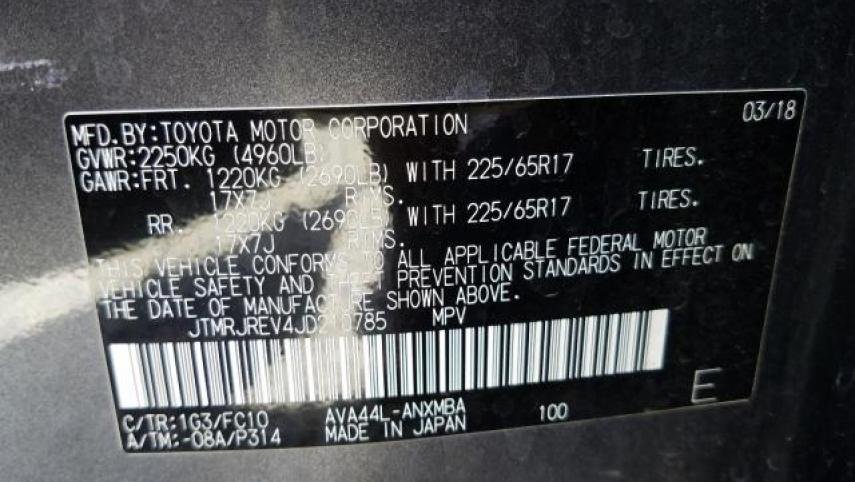 MFD.BY:TOYOTA MOTOR CORPORATION 03/18
GVWR:2250KG (4960LB)
GAWR:FRT. 1220KG (2690LB) WITH 225/65R17 TIRES.
17X7J RIMS.
RR. 1220KG (2690LB) WITH 225/65R17 TIRES.
17X7J RIMS.
THIS VEHICLE CONFORMS TO ALL APPLICABLE FEDERAL MOTOR
VEHICLE SAFETY AND THEFT PREVENTION STANDARDS IN EFFECT ON
THE DATE OF MANUFACTURE SHOWN ABOVE.
MPV
C/TR:1G3/FC10 AVA44L-ANXMBA 100
A/TM:-08A/P314 MADE IN JAPAN
E